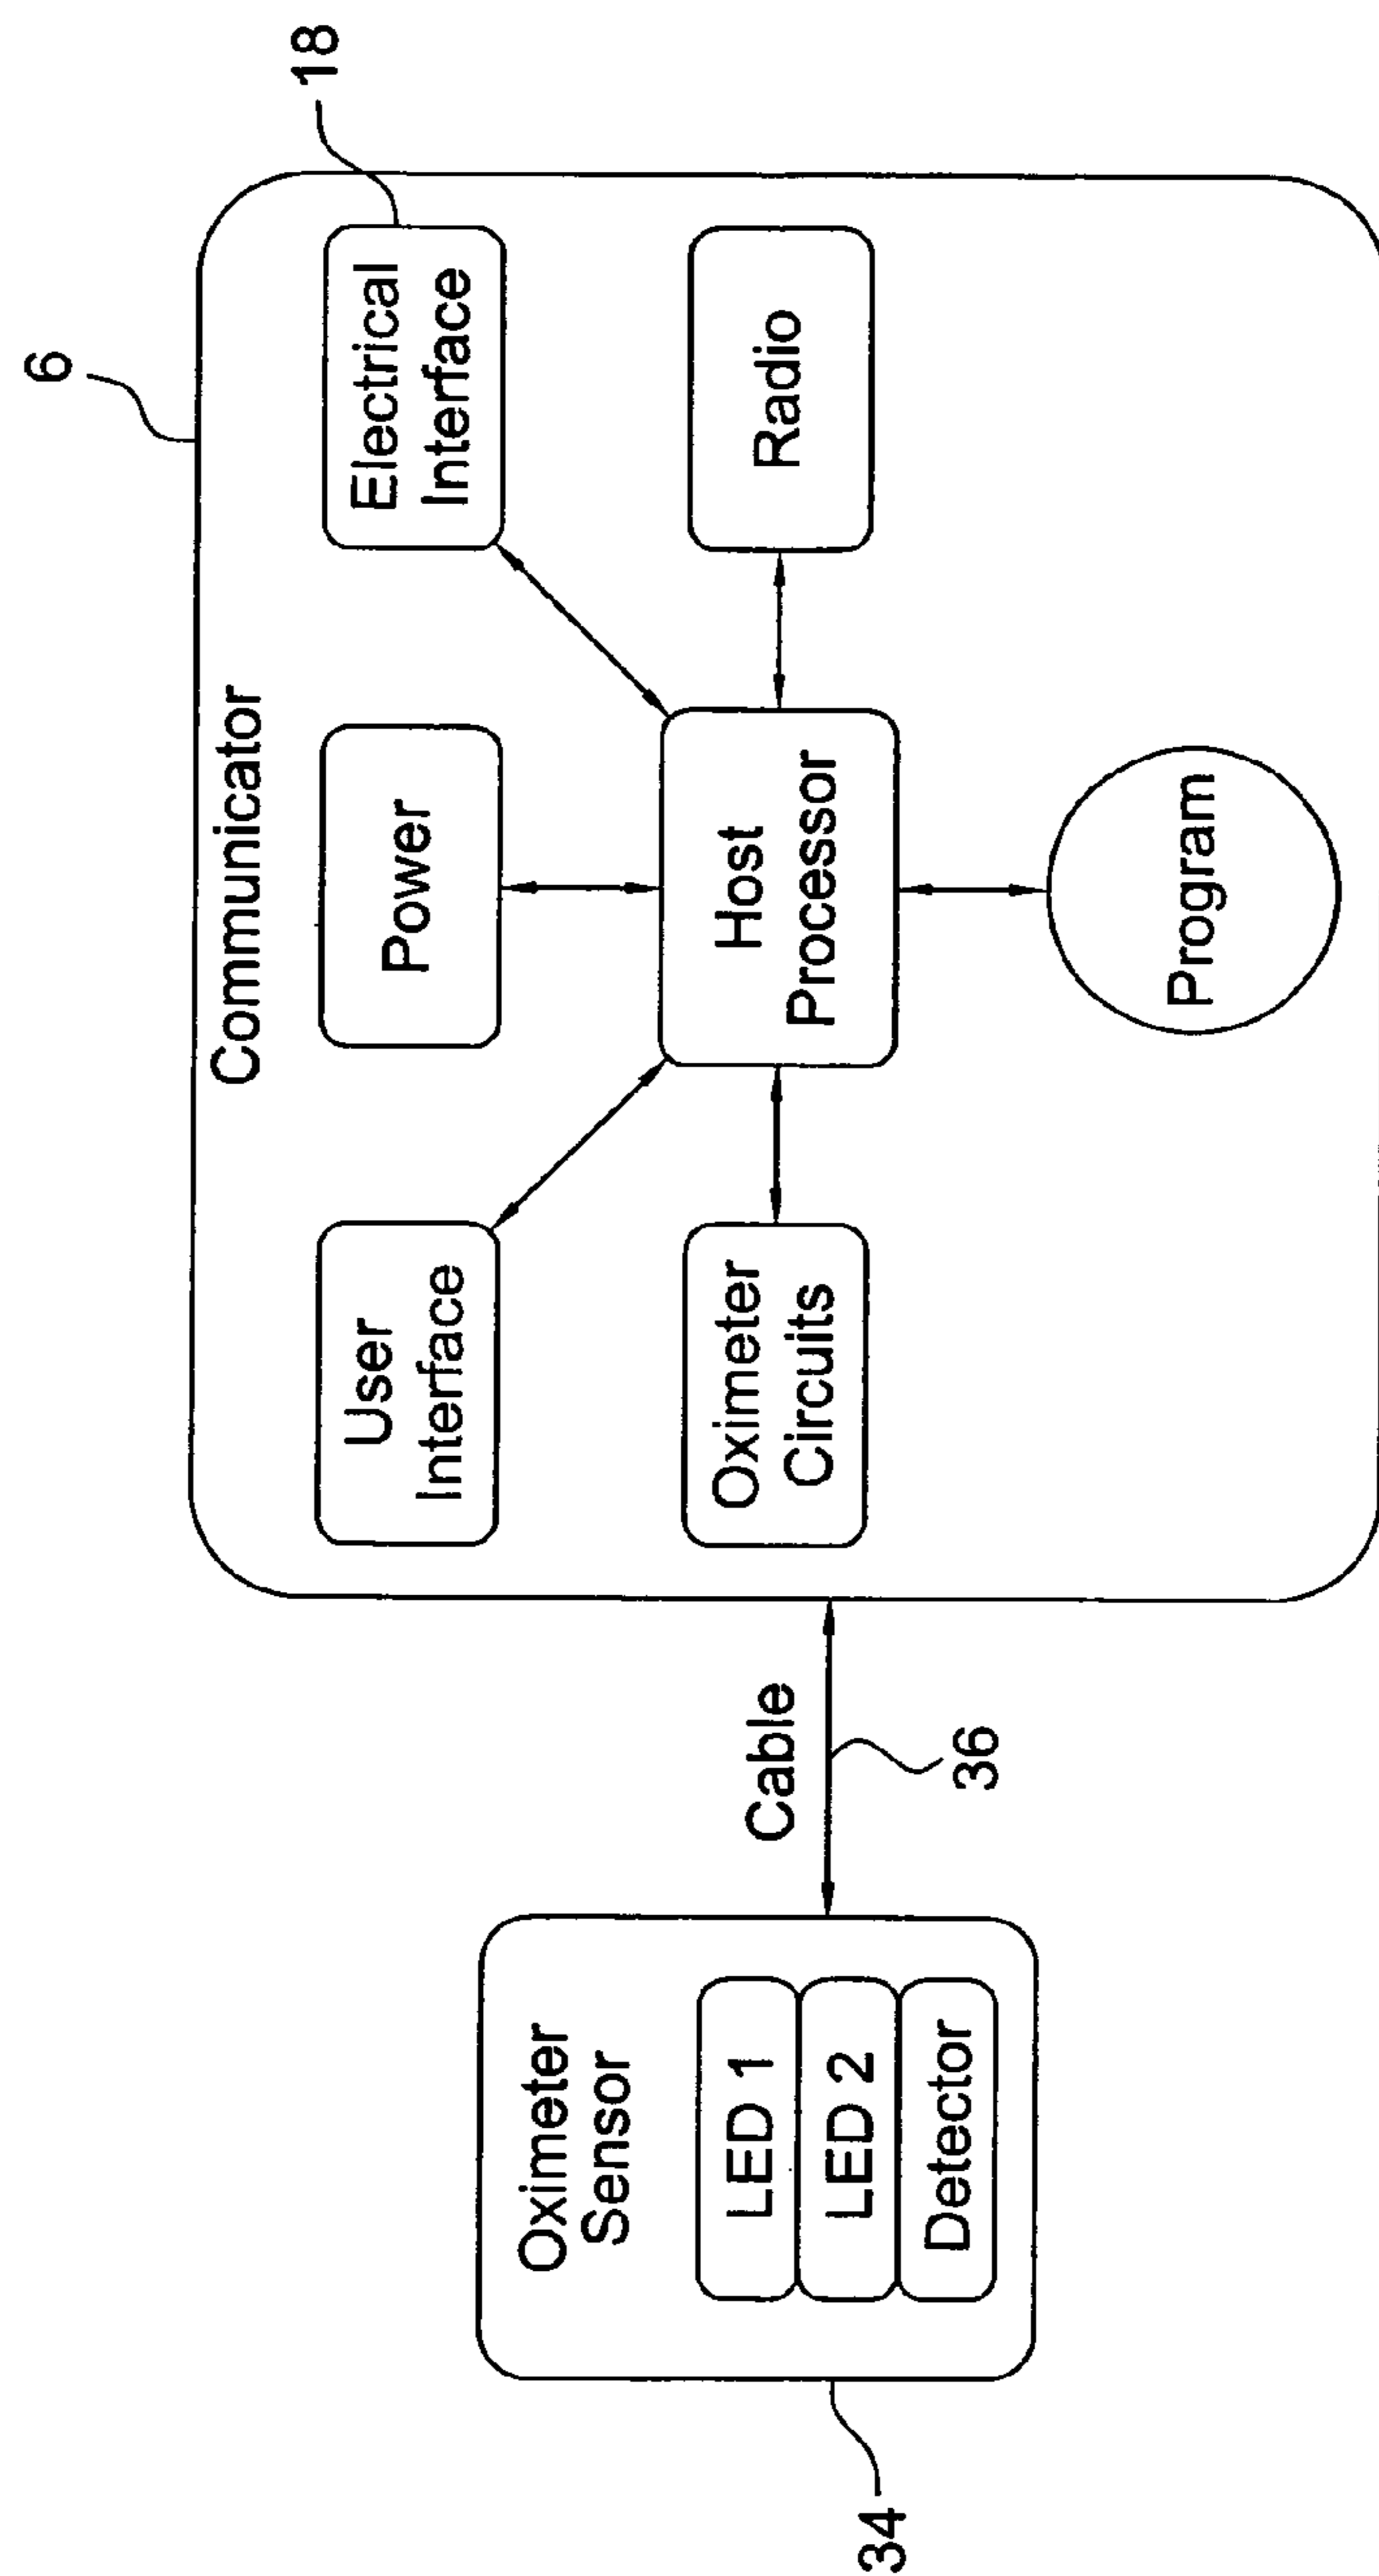 6
18
Communicator
User
Interface
Power
Electrical
Interface
Oximeter
Circuits
Host
Processor
Radio
Program
Cable
36
Oximeter
Sensor
LED 1
LED 2
Detector
34